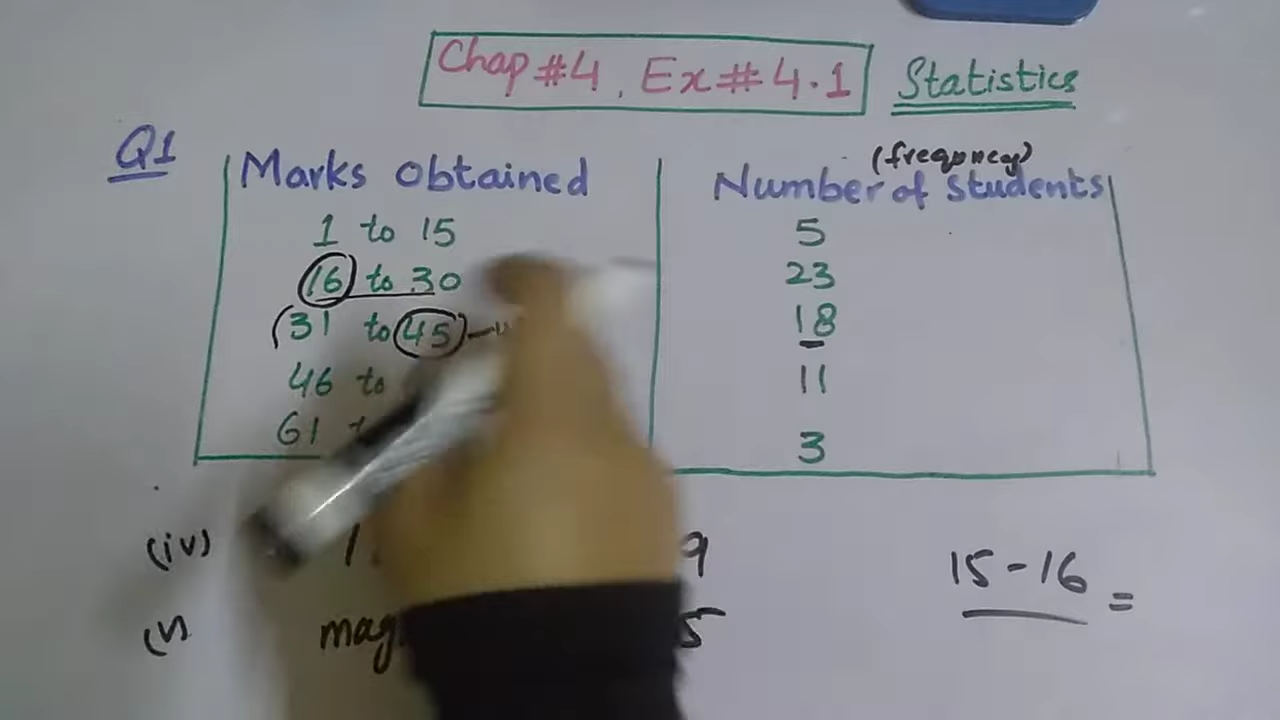 Chap #4, Ex # 4.1 Statistics
Q1
Marks obtained
(frequency)
Number of students
1 to 15 5
16 to 30 23
(31 to 45) 18
46 to 11
61 3
(iv) 9
(v) 5
15 - 16 =